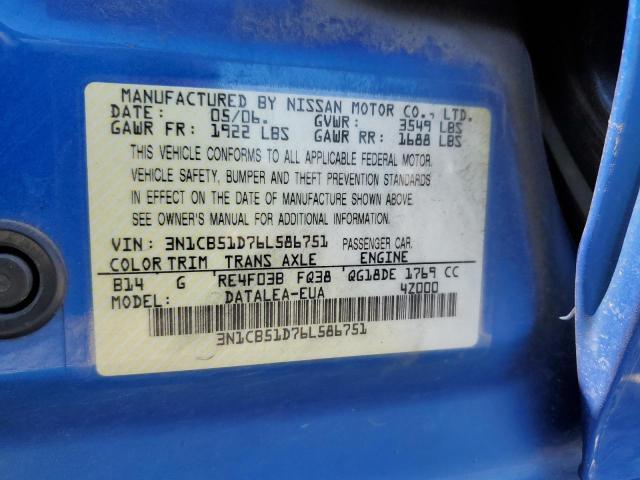 MANUFACTURED BY NISSAN MOTOR CO., LTD.
DATE: 05/06. GVWR: 3549 LBS
GAWR FR: 1922 LBS GAWR RR: 1688 LBS
THIS VEHICLE CONFORMS TO ALL APPLICABLE FEDERAL MOTOR
VEHICLE SAFETY, BUMPER AND THEFT PREVENTION STANDARDS
IN EFFECT ON THE DATE OF MANUFACTURE SHOWN ABOVE.
SEE OWNER'S MANUAL FOR ADDITIONAL INFORMATION.
VIN: 3N1CB51D76L586751 PASSENGER CAR.
COLOR TRIM TRANS AXLE ENGINE
B14 G RE4F03B FQ38 QG18DE 1769 CC
MODEL: DATALEA-EUA 4Z000
3N1CB51D76L586751